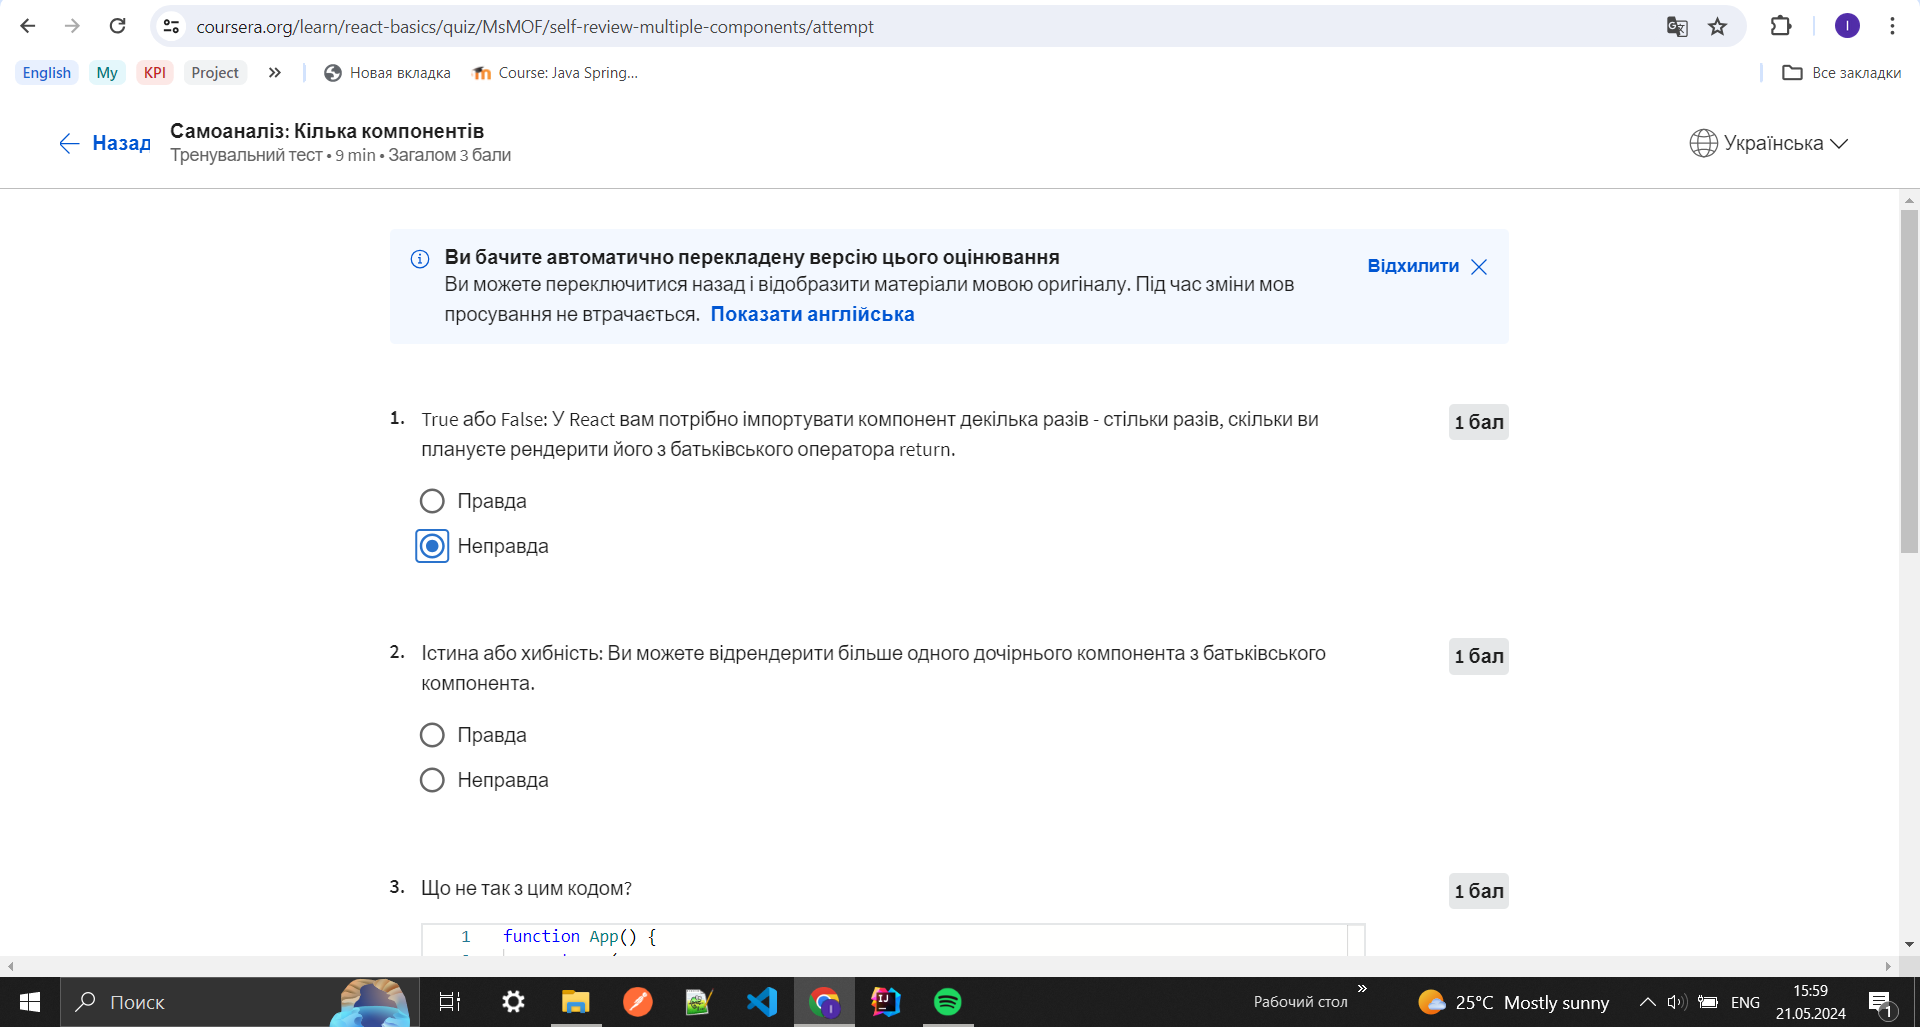 coursera.org/learn/react-basics/quiz/MsMOF/self-review-multiple-components/attempt
I
English My KPI Project Новая вкладка Course: Java Spring... Все закладки
Назад
Самоаналіз: Кілька компонентів
Тренувальний тест • 9 min • Загалом 3 бали
Українська
Ви бачите автоматично перекладену версію цього оцінювання
Відхилити
Ви можете переключитися назад і відобразити матеріали мовою оригіналу. Під час зміни мов
просування не втрачається. Показати англійська
1. True або False: У React вам потрібно імпортувати компонент декілька разів - стільки разів, скільки ви
плануєте рендерити його з батьківського оператора return.
1 бал
Правда
Неправда
2. Істина або хибність: Ви можете відрендерити більше одного дочірнього компонента з батьківського
компонента.
1 бал
Правда
Неправда
3. Що не так з цим кодом?
1 бал
1 function App() {
Поиск
Рабочий стол
25°C Mostly sunny
ENG
15:59
21.05.2024
1